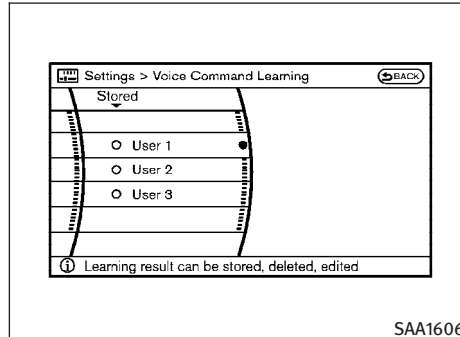 Settings > Voice Command Learning
BACK
Stored
User 1
User 2
User 3
Learning result can be stored, deleted, edited
SAA1606